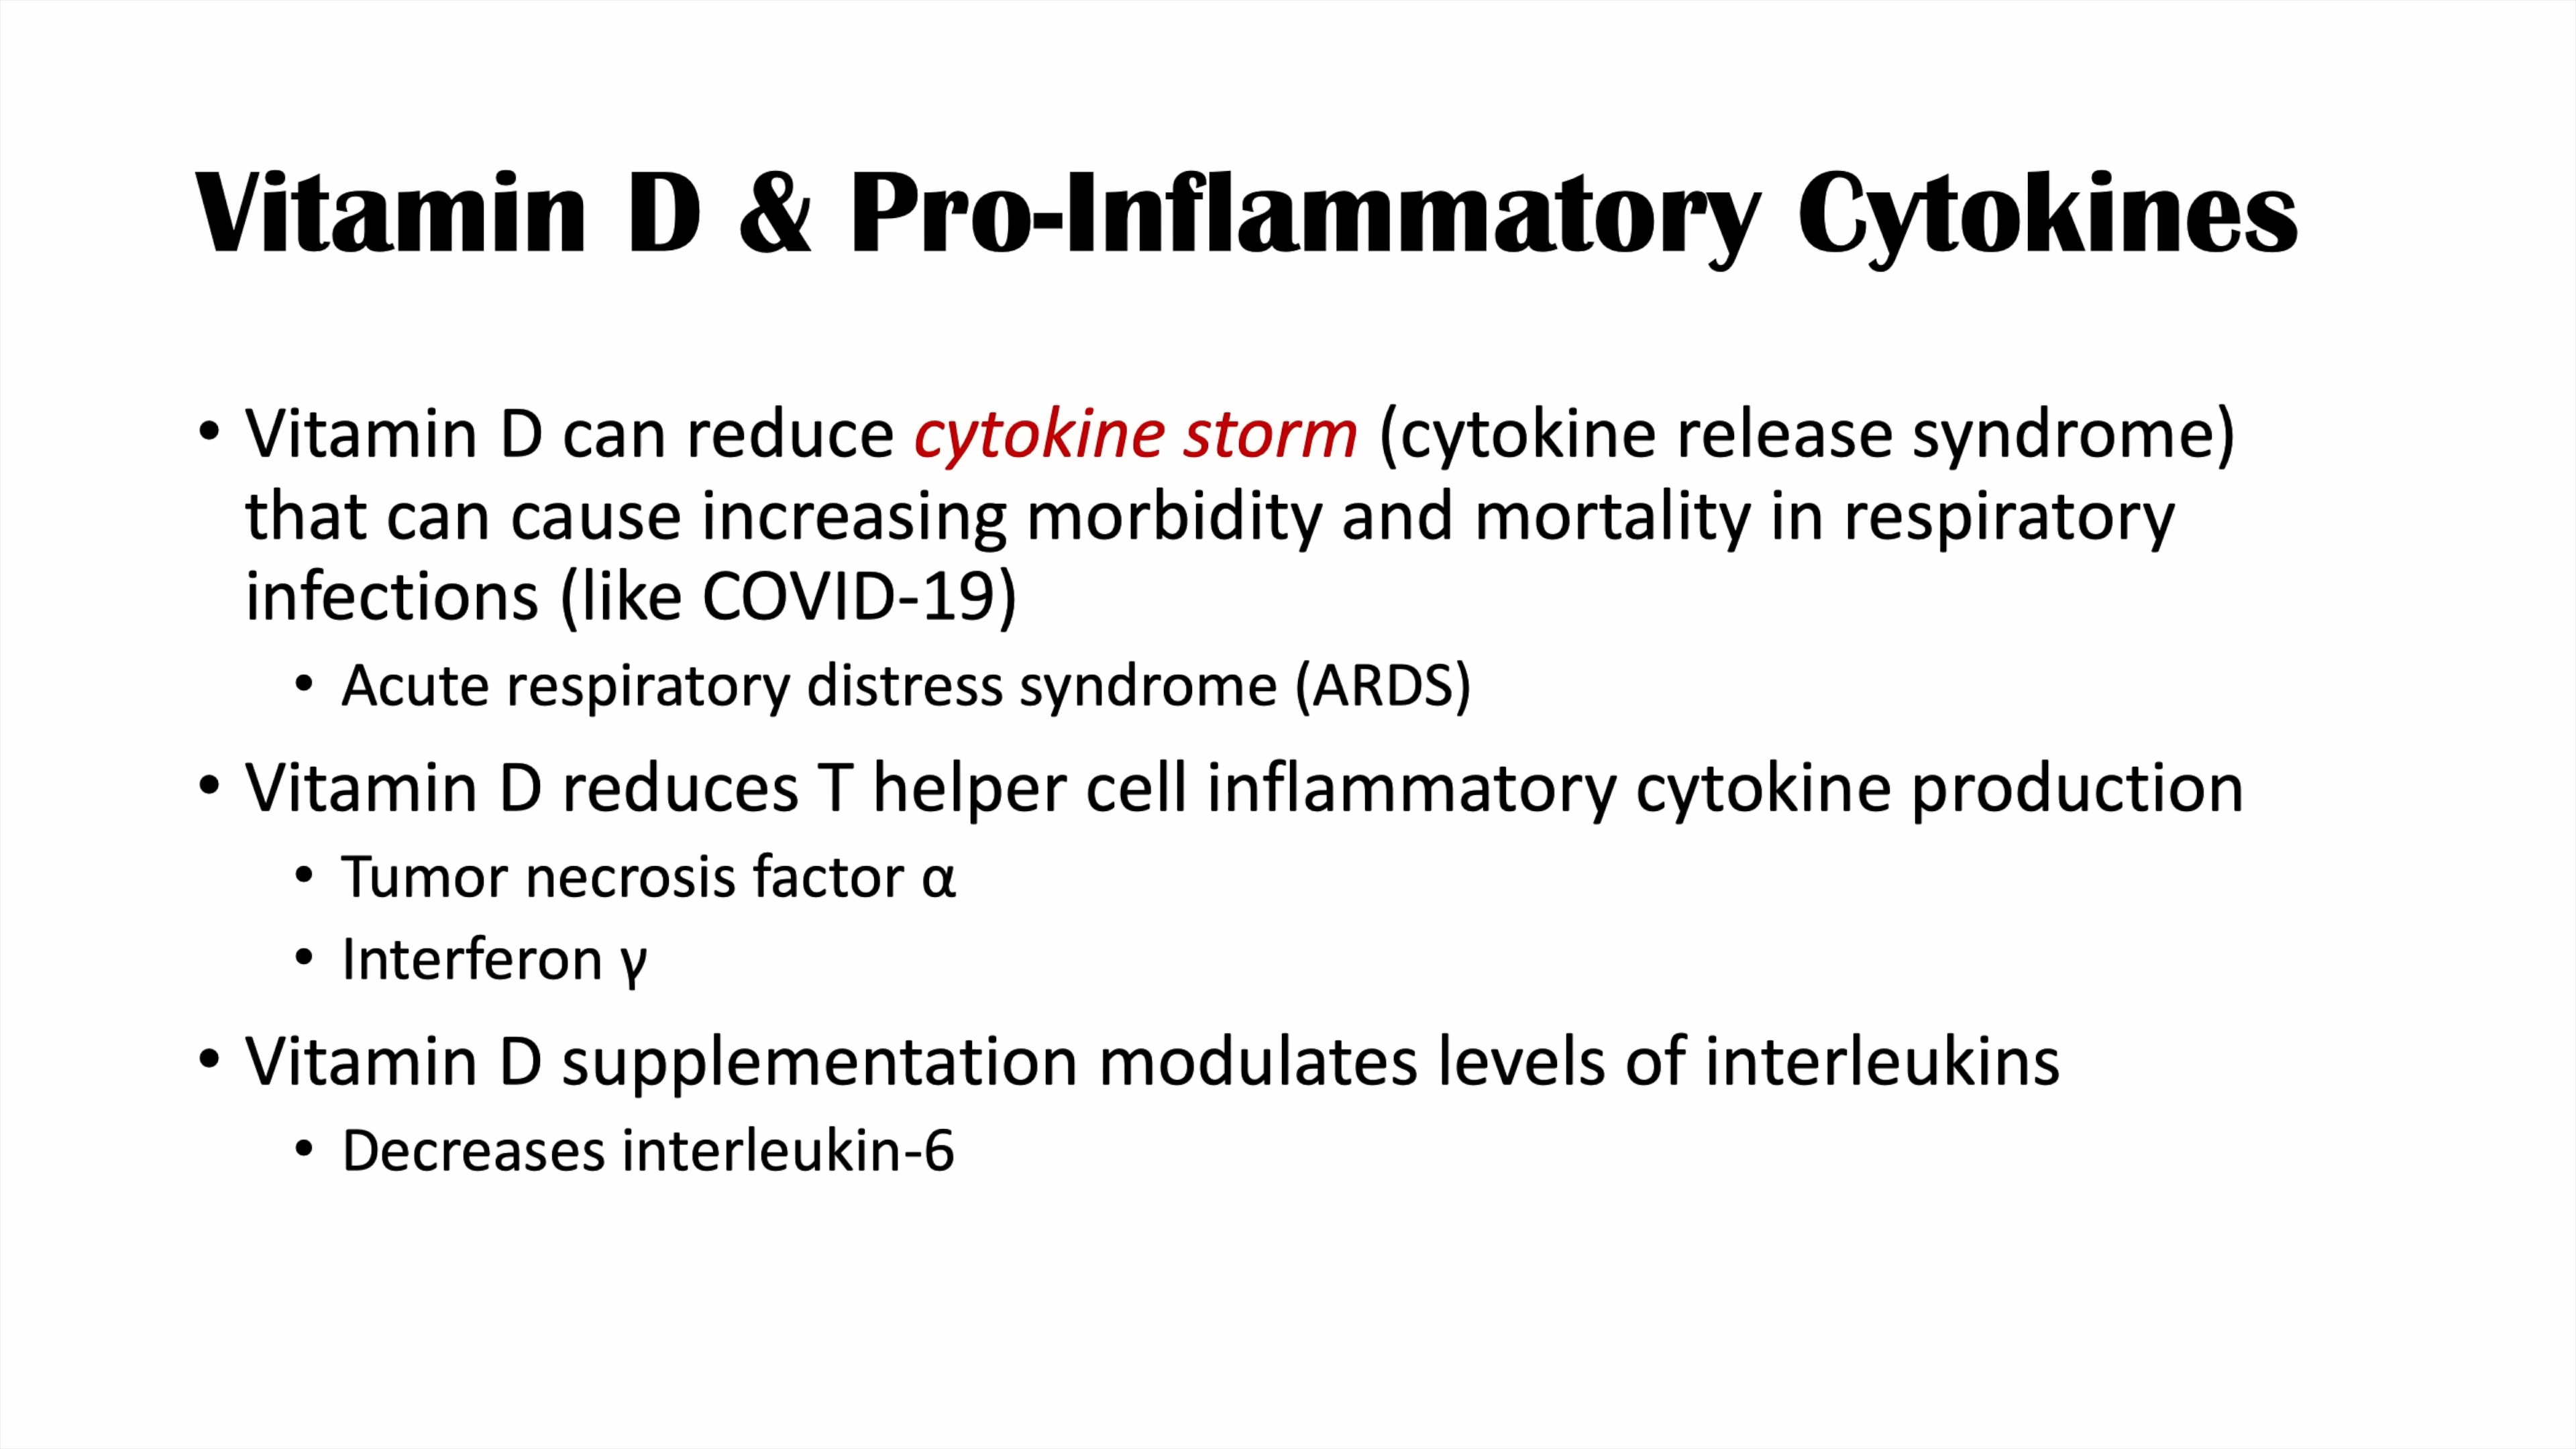 Vitamin D & Pro-Inflammatory Cytokines
• Vitamin D can reduce cytokine storm (cytokine release syndrome)
that can cause increasing morbidity and mortality in respiratory
infections (like COVID-19)
• Acute respiratory distress syndrome (ARDS)
• Vitamin D reduces T helper cell inflammatory cytokine production
• Tumor necrosis factor α
• Interferon γ
• Vitamin D supplementation modulates levels of interleukins
• Decreases interleukin-6